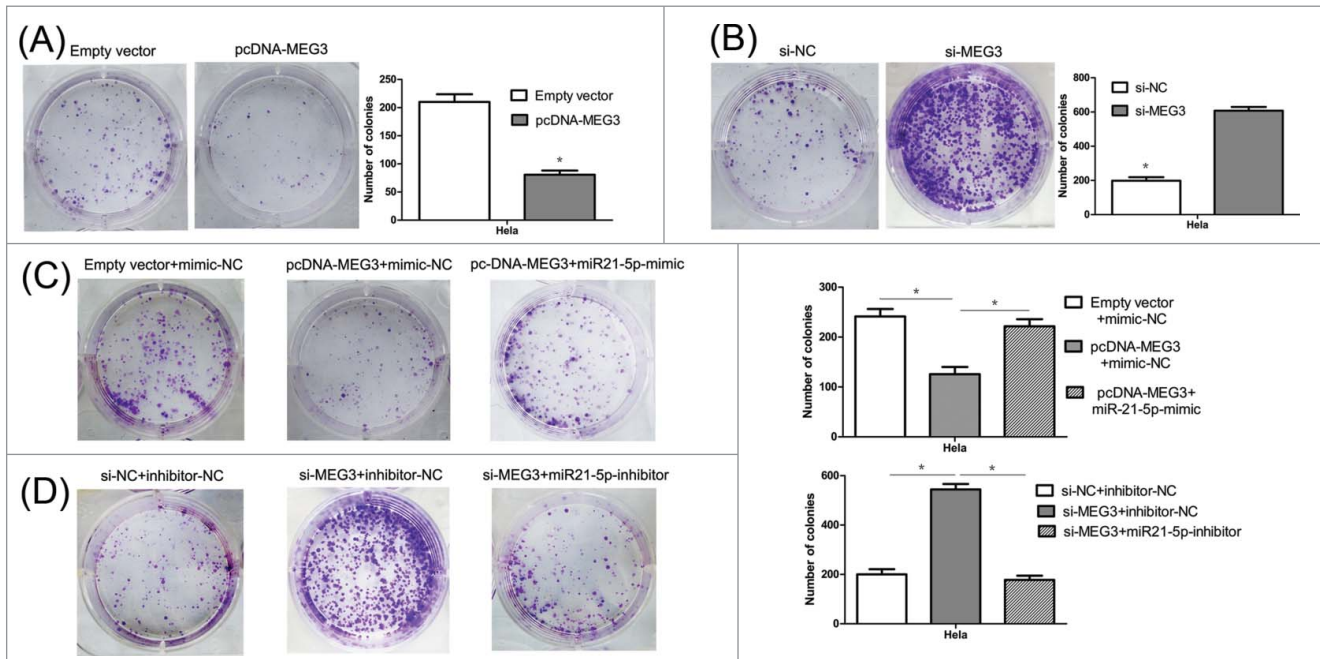 (A)
Empty vector
pcDNA-MEG3
Number of colonies
250
200
150
100
50
0
*
Hela
Empty vector
pcDNA-MEG3
(B)
si-NC
si-MEG3
Number of colonies
800
600
400
200
0
*
Hela
si-NC
si-MEG3
(C)
Empty vector+mimic-NC
pcDNA-MEG3+mimic-NC
pc-DNA-MEG3+miR21-5p-mimic
Number of colonies
300
200
100
0
*
*
Hela
Empty vector
+mimic-NC
pcDNA-MEG3
+mimic-NC
pcDNA-MEG3+
miR-21-5p-mimic
(D)
si-NC+inhibitor-NC
si-MEG3+inhibitor-NC
si-MEG3+miR21-5p-inhibitor
Number of colonies
600
400
200
0
*
*
Hela
si-NC+inhibitor-NC
si-MEG3+inhibitor-NC
si-MEG3+miR21-5p-inhibitor